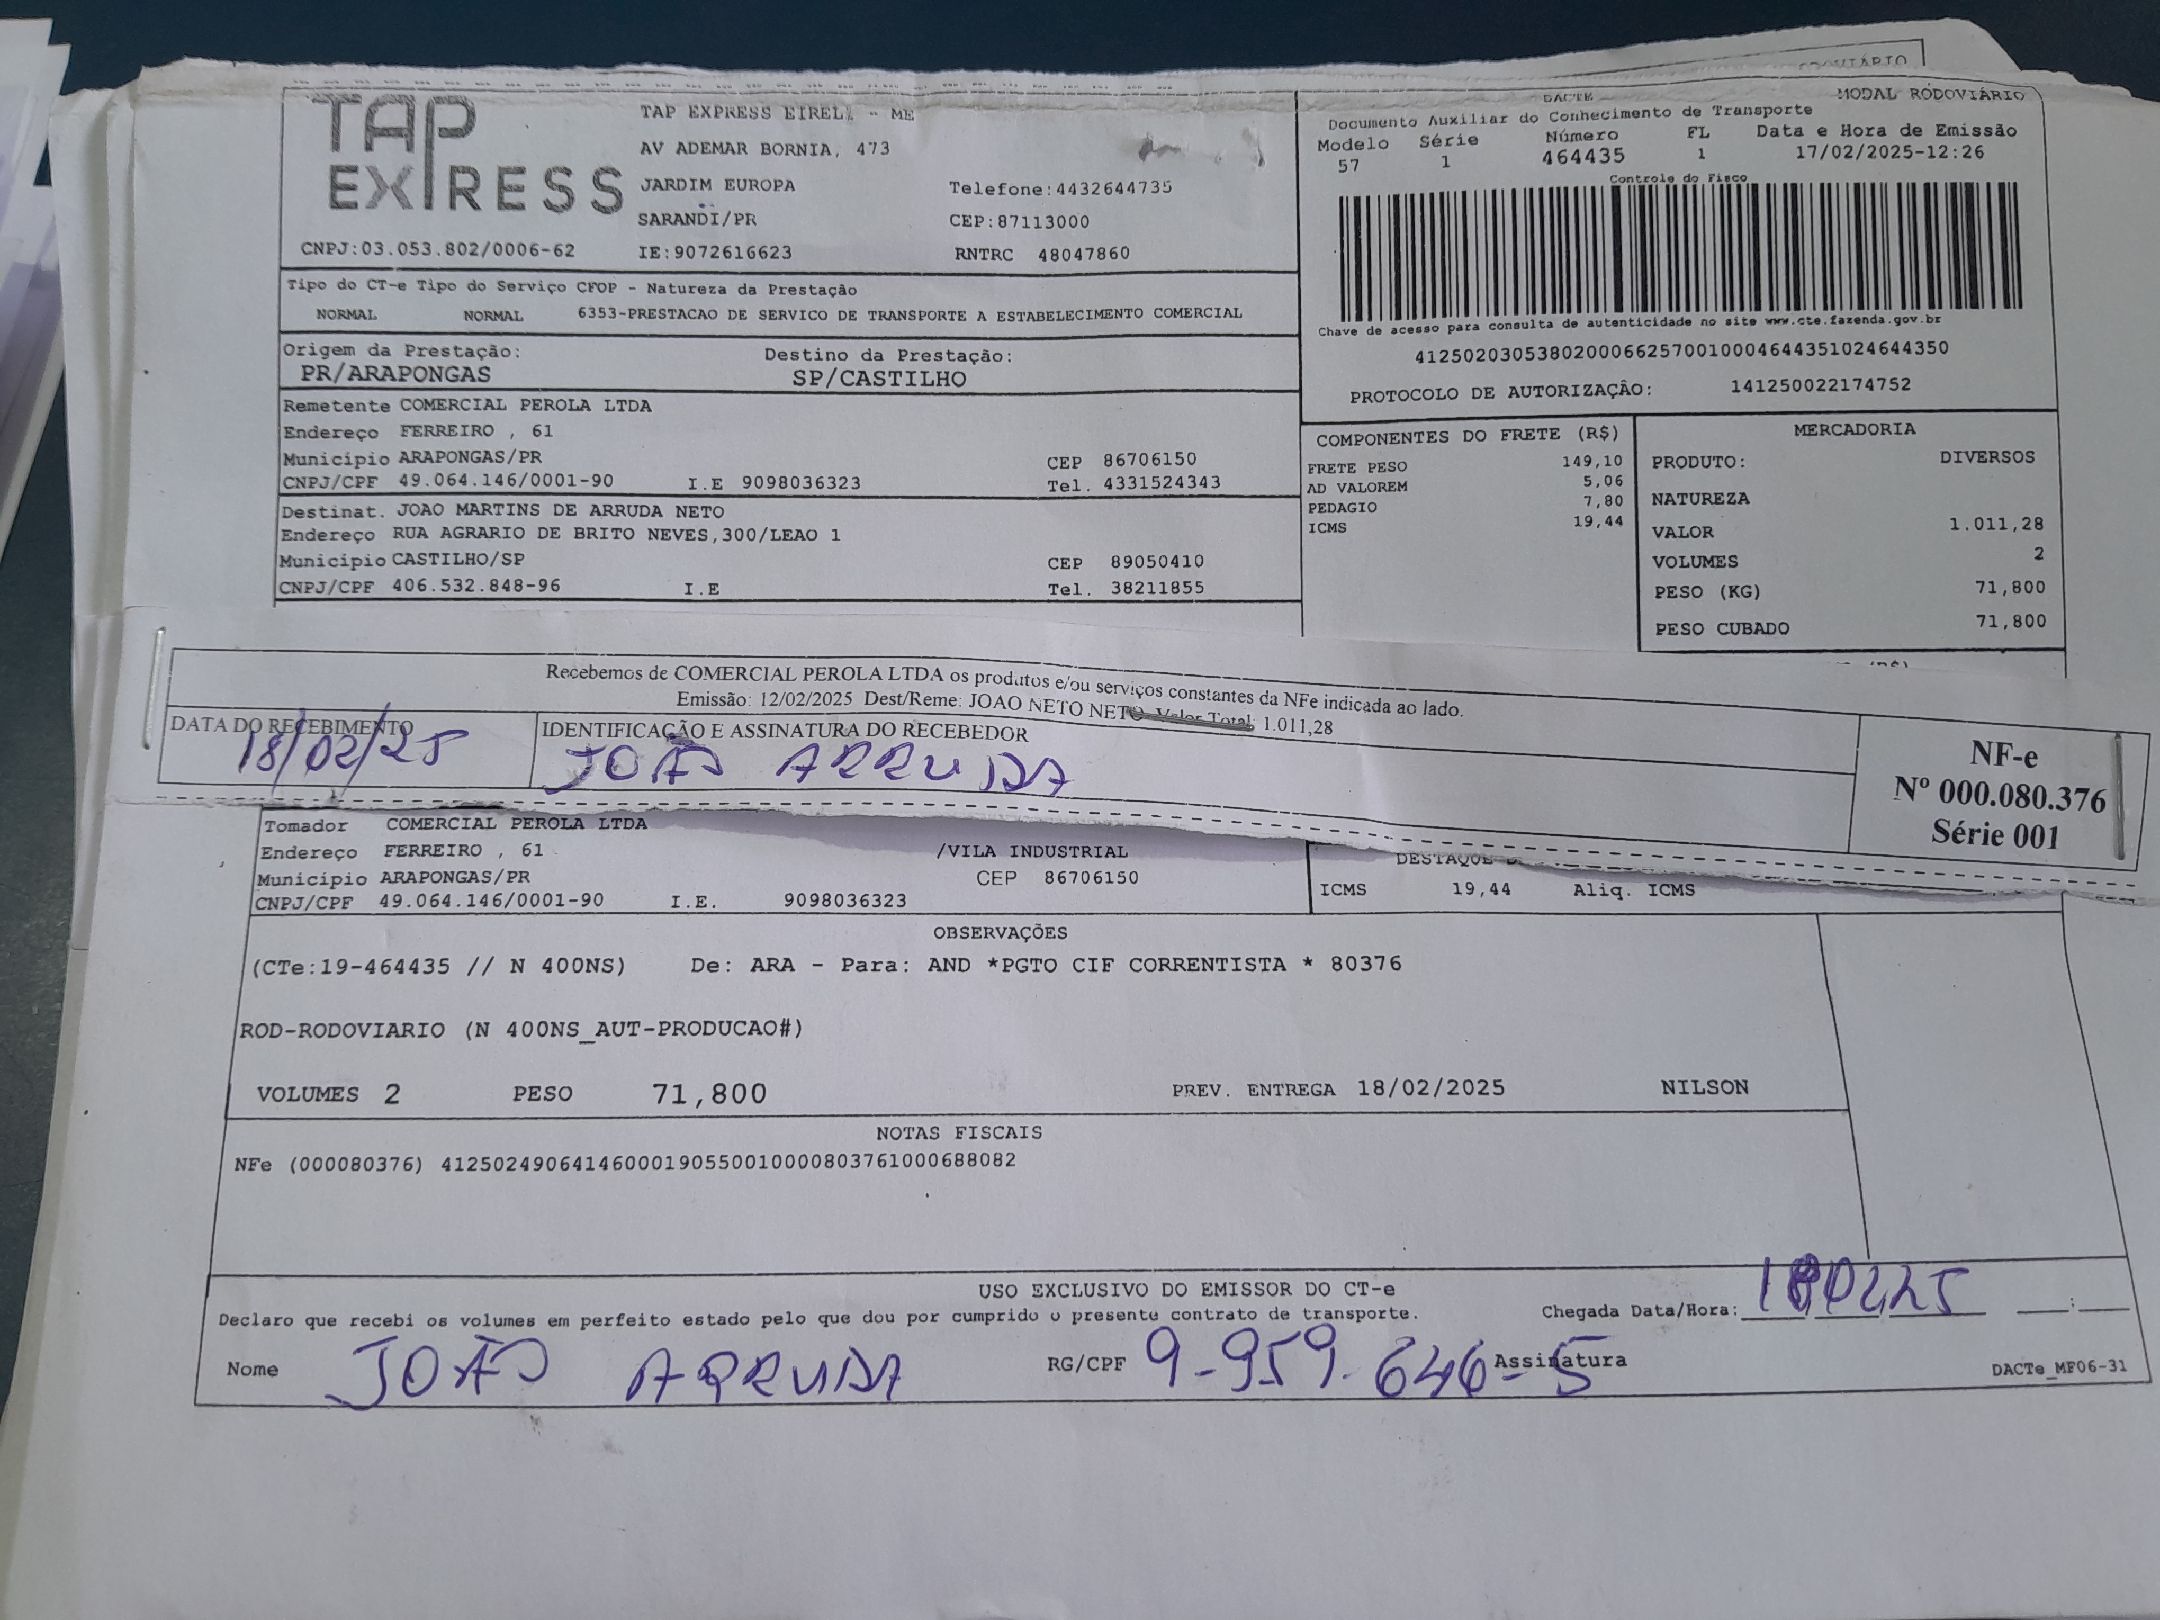 OVIÁRIO
TAP
EXPRESS
TAP EXPRESS EIRELI - ME
AV ADEMAR BORNIA, 473
JARDIM EUROPA Telefone:4432644735
SARANDI/PR CEP:87113000
CNPJ:03.053.802/0006-62 IE:9072616623 RNTRC 48047860
DACTE MODAL RODOVIÁRIO
Documento Auxiliar do Conhecimento de Transporte
Modelo Série Número FL Data e Hora de Emissão
57 1 464435 1 17/02/2025-12:26
Controle do Fisco
Chave de acesso para consulta de autenticidade no site www.cte.fazenda.gov.br
41250203053802000662570010004644351024644350
PROTOCOLO DE AUTORIZAÇÂO: 141250022174752
Tipo do CT-e Tipo do Serviço CFOP - Natureza da Prestação
NORMAL NORMAL 6353-PRESTACAO DE SERVICO DE TRANSPORTE A ESTABELECIMENTO COMERCIAL
Origem da Prestação: Destino da Prestação:
PR/ARAPONGAS SP/CASTILHO
Remetente COMERCIAL PEROLA LTDA
Endereço FERREIRO , 61
Município ARAPONGAS/PR CEP 86706150
CNPJ/CPF 49.064.146/0001-90 I.E 9098036323 Tel. 4331524343
Destinat. JOAO MARTINS DE ARRUDA NETO
Endereço RUA AGRARIO DE BRITO NEVES,300/LEAO 1
Município CASTILHO/SP CEP 89050410
CNPJ/CPF 406.532.848-96 I.E Tel. 38211855
COMPONENTES DO FRETE (R$)
FRETE PESO 149,10
AD VALOREM 5,06
PEDAGIO 7,80
ICMS 19,44
MERCADORIA
PRODUTO: DIVERSOS
NATUREZA
VALOR 1.011,28
VOLUMES 2
PESO (KG) 71,800
PESO CUBADO 71,800
Recebemos de COMERCIAL PEROLA LTDA os produtos e/ou serviços constantes da NFe indicada ao lado.
Emissão: 12/02/2025 Dest/Reme: JOAO NETO NETO Valor Total: 1.011,28
DATA DO RECEBIMENTO IDENTIFICAÇÃO E ASSINATURA DO RECEBEDOR
18/02/25 JOÃO ARRUDA
NF-e
Nº 000.080.376
Série 001
Tomador COMERCIAL PEROLA LTDA
Endereço FERREIRO , 61 /VILA INDUSTRIAL
Município ARAPONGAS/PR CEP 86706150
CNPJ/CPF 49.064.146/0001-90 I.E. 9098036323
DESTAQUE
ICMS 19,44 Aliq. ICMS
OBSERVAÇÕES
(CTe:19-464435 // N 400NS) De: ARA - Para: AND *PGTO CIF CORRENTISTA * 80376
ROD-RODOVIARIO (N 400NS_AUT-PRODUCAO#)
VOLUMES 2 PESO 71,800 PREV. ENTREGA 18/02/2025 NILSON
NOTAS FISCAIS
NFe (000080376) 41250249064146000190550010000803761000688082
USO EXCLUSIVO DO EMISSOR DO CT-e
Declaro que recebi os volumes em perfeito estado pelo que dou por cumprido o presente contrato de transporte. Chegada Data/Hora: 180225 :
Nome JOÃO ARRUDA RG/CPF 9-959.646-5 Assinatura DACTe_MF06-31